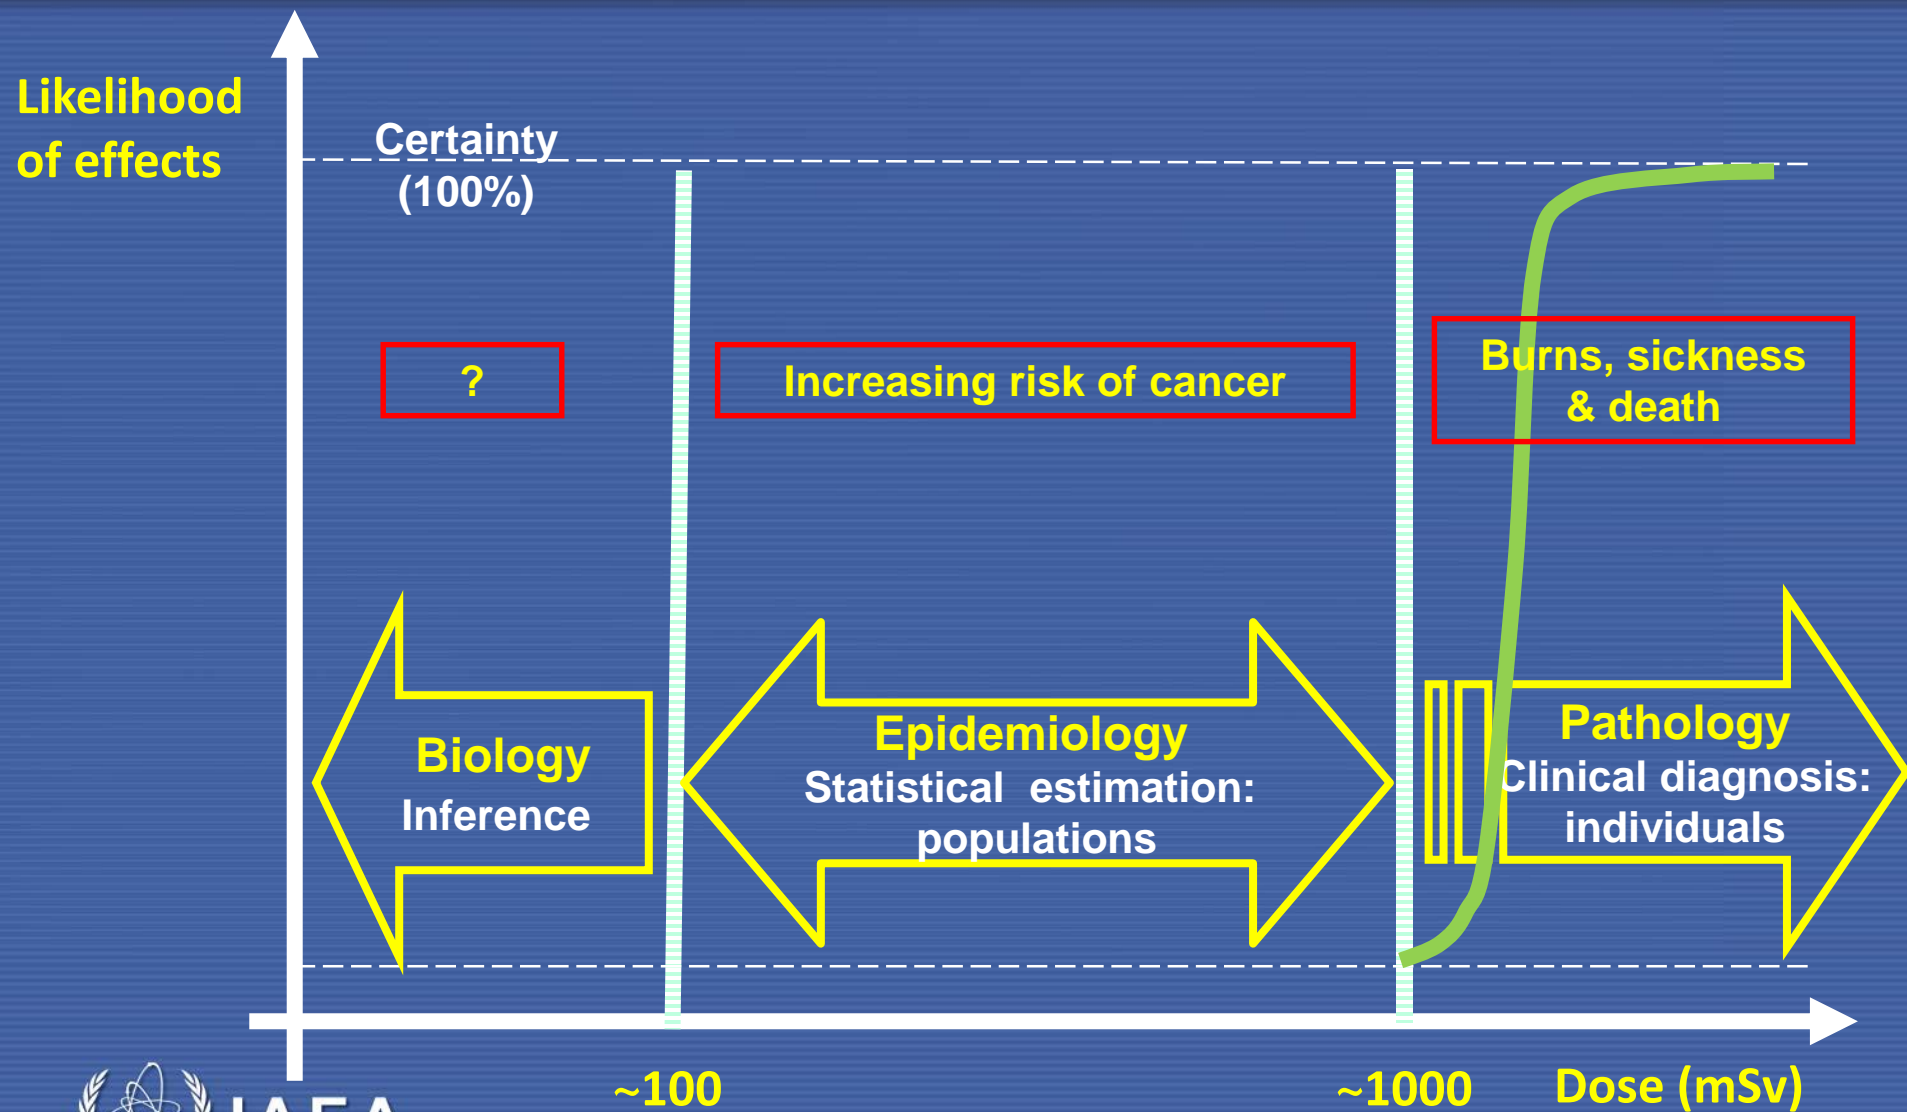 Likelihood
of effects
Certainty
(100%)
?
Increasing risk of cancer
Burns, sickness
& death
Biology
Inference
Epidemiology
Statistical estimation:
populations
Pathology
Clinical diagnosis:
individuals
~100
~1000
Dose (mSv)
IAEA